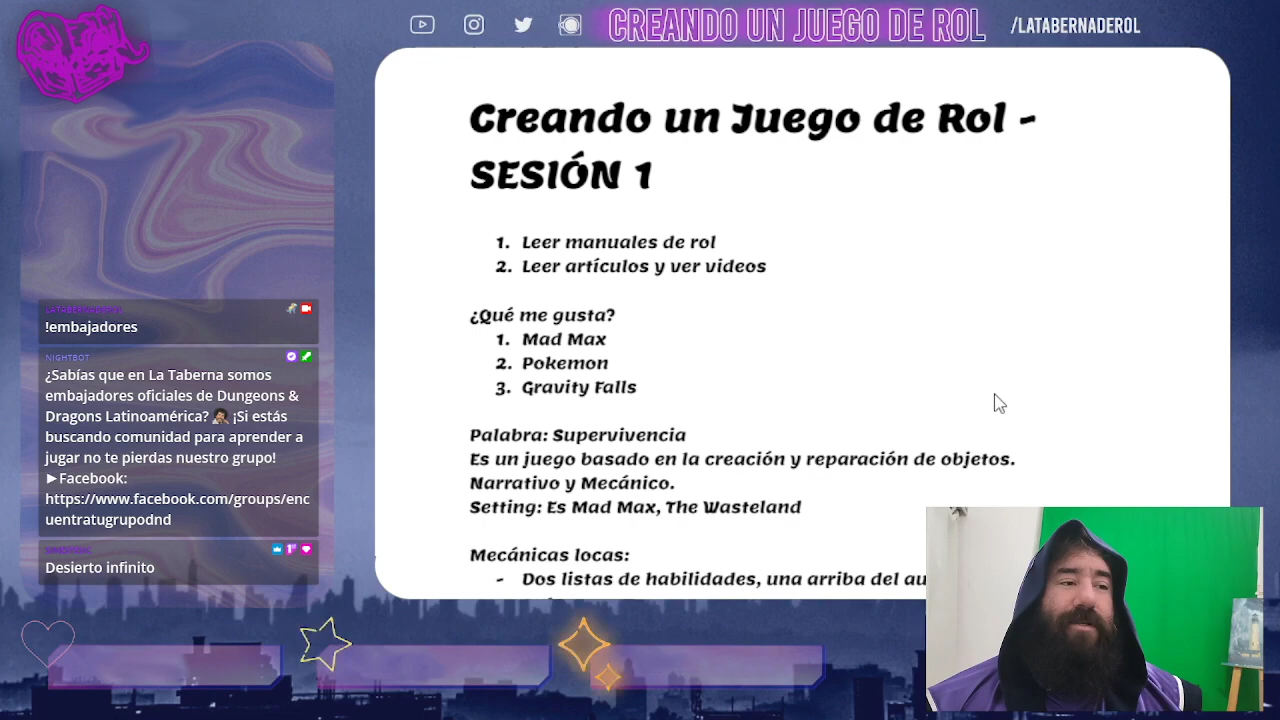 CREANDO UN JUEGO DE ROL
/LATABERNADEROL
Creando un Juego de Rol -
SESIÓN 1
1. Leer manuales de rol
2. Leer artículos y ver videos
¿Qué me gusta?
1. Mad Max
2. Pokemon
3. Gravity Falls
Palabra: Supervivencia
Es un juego basado en la creación y reparación de objetos.
Narrativo y Mecánico.
Setting: Es Mad Max, The Wasteland
Mecánicas locas:
- Dos listas de habilidades, una arriba del au
LATABERNADEROL
!embajadores
NIGHTBOT
¿Sabías que en La Taberna somos
embajadores oficiales de Dungeons &
Dragons Latinoamérica? ¡Si estás
buscando comunidad para aprender a
jugar no te pierdas nuestro grupo!
►Facebook:
https://www.facebook.com/groups/enc
uentratugrupodnd
Desierto infinito